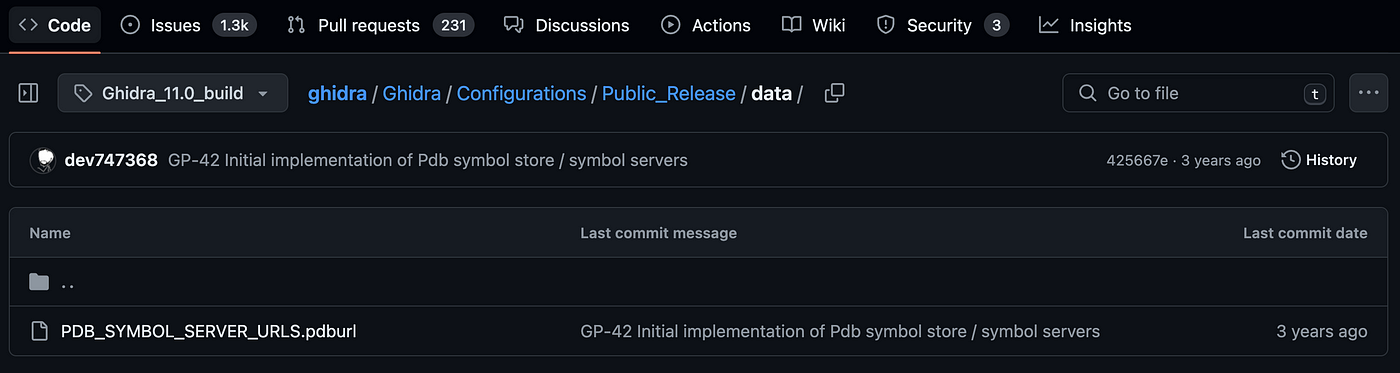 Code Issues 1.3k Pull requests 231 Discussions Actions Wiki Security 3 Insights
Ghidra_11.0_build ghidra / Ghidra / Configurations / Public_Release / data / Go to file t
dev747368 GP-42 Initial implementation of Pdb symbol store / symbol servers 425667e · 3 years ago History
Name Last commit message Last commit date
..
PDB_SYMBOL_SERVER_URLS.pdburl GP-42 Initial implementation of Pdb symbol store / symbol servers 3 years ago